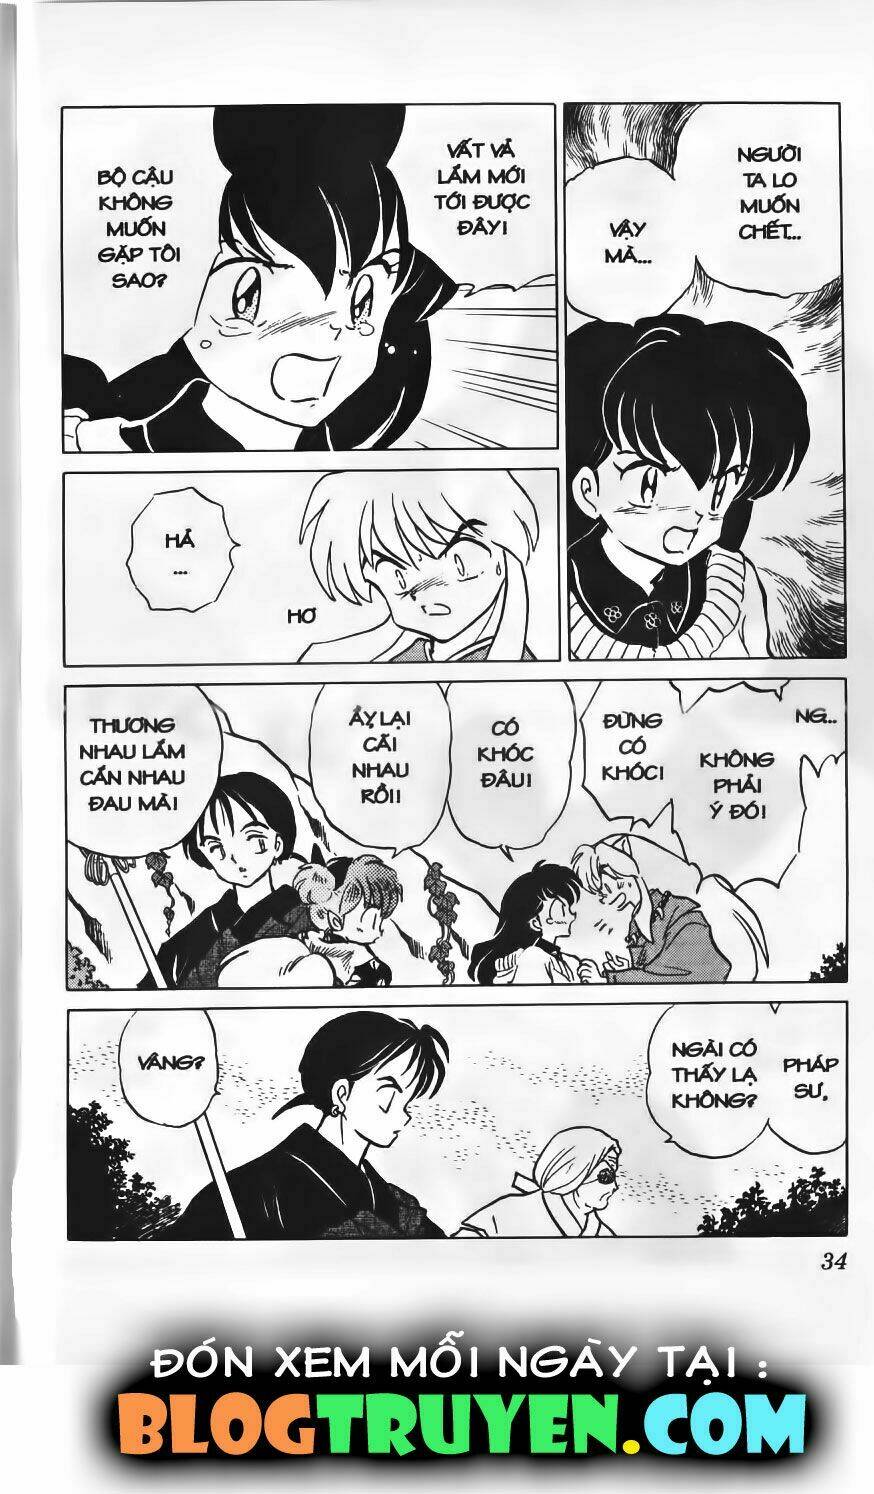 NGƯỜI
TA LO
MUỐN
CHẾT...
VẬY
MÀ...
VẤT VẢ
LẮM MỚI
TỚI ĐƯỢC
ĐÂY!
BỘ CẬU
KHÔNG
MUỐN
GẶP TÔI
SAO?
HẢ
...
HƠ
NG...
KHÔNG
PHẢI
Ý ĐÓ!
ĐỪNG
CÓ
KHÓC!
CÓ
KHÓC
ĐÂU!
ẤY, LẠI
CÃI
NHAU
RỒI!
THƯƠNG
NHAU LẮM
CẮN NHAU
ĐAU MÀ!
PHÁP
SƯ,
NGÀI CÓ
THẤY LẠ
KHÔNG?
VÂNG?
34
ĐÓN XEM MỖI NGÀY TẠI :
BLOGTRUYEN.COM